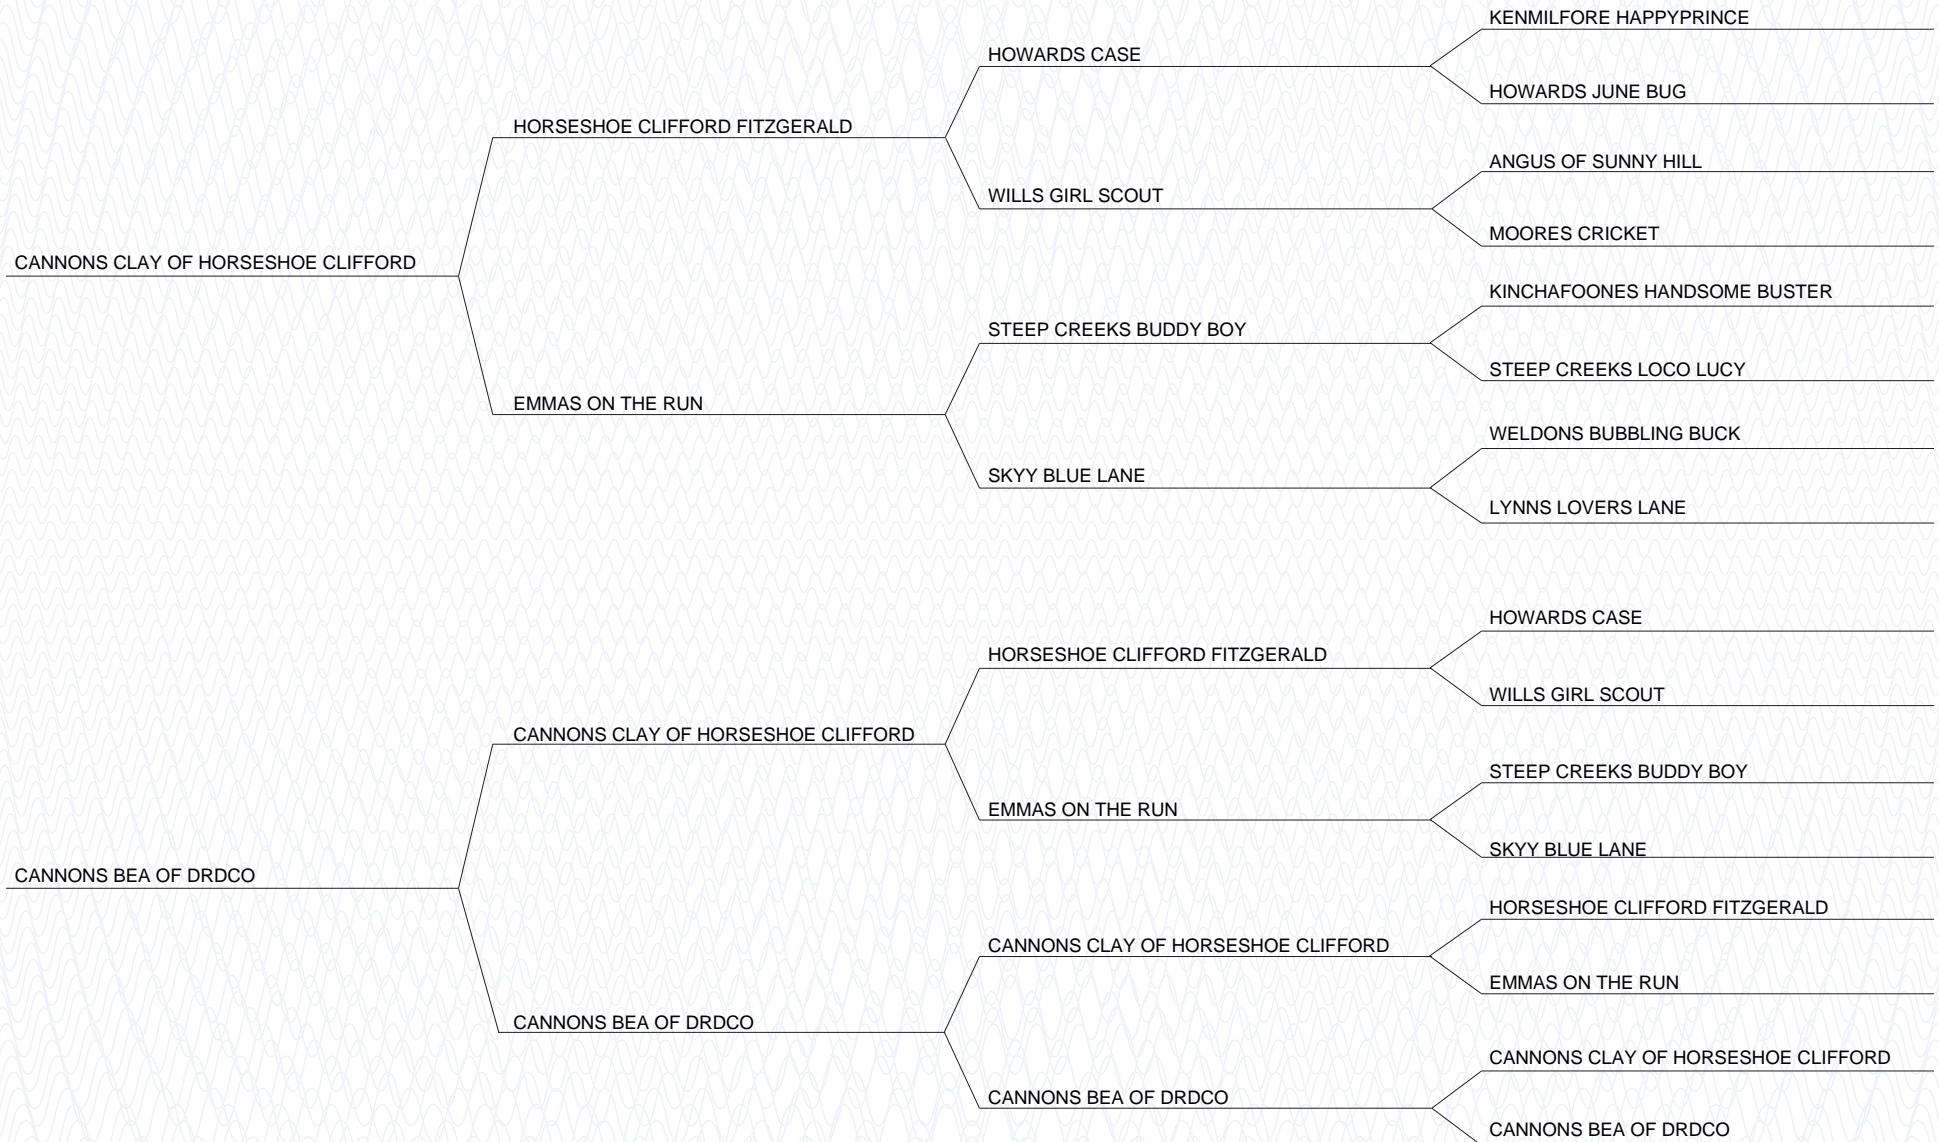 KENMILFORE HAPPYPRINCE
HOWARDS CASE
HOWARDS JUNE BUG
HORSESHOE CLIFFORD FITZGERALD
ANGUS OF SUNNY HILL
WILLS GIRL SCOUT
MOORES CRICKET
CANNONS CLAY OF HORSESHOE CLIFFORD
KINCHAFOONES HANDSOME BUSTER
STEEP CREEKS BUDDY BOY
STEEP CREEKS LOCO LUCY
EMMAS ON THE RUN
WELDONS BUBBLING BUCK
SKYY BLUE LANE
LYNNS LOVERS LANE
HOWARDS CASE
HORSESHOE CLIFFORD FITZGERALD
WILLS GIRL SCOUT
CANNONS CLAY OF HORSESHOE CLIFFORD
STEEP CREEKS BUDDY BOY
EMMAS ON THE RUN
SKYY BLUE LANE
CANNONS BEA OF DRDCO
HORSESHOE CLIFFORD FITZGERALD
CANNONS CLAY OF HORSESHOE CLIFFORD
EMMAS ON THE RUN
CANNONS BEA OF DRDCO
CANNONS CLAY OF HORSESHOE CLIFFORD
CANNONS BEA OF DRDCO
CANNONS BEA OF DRDCO